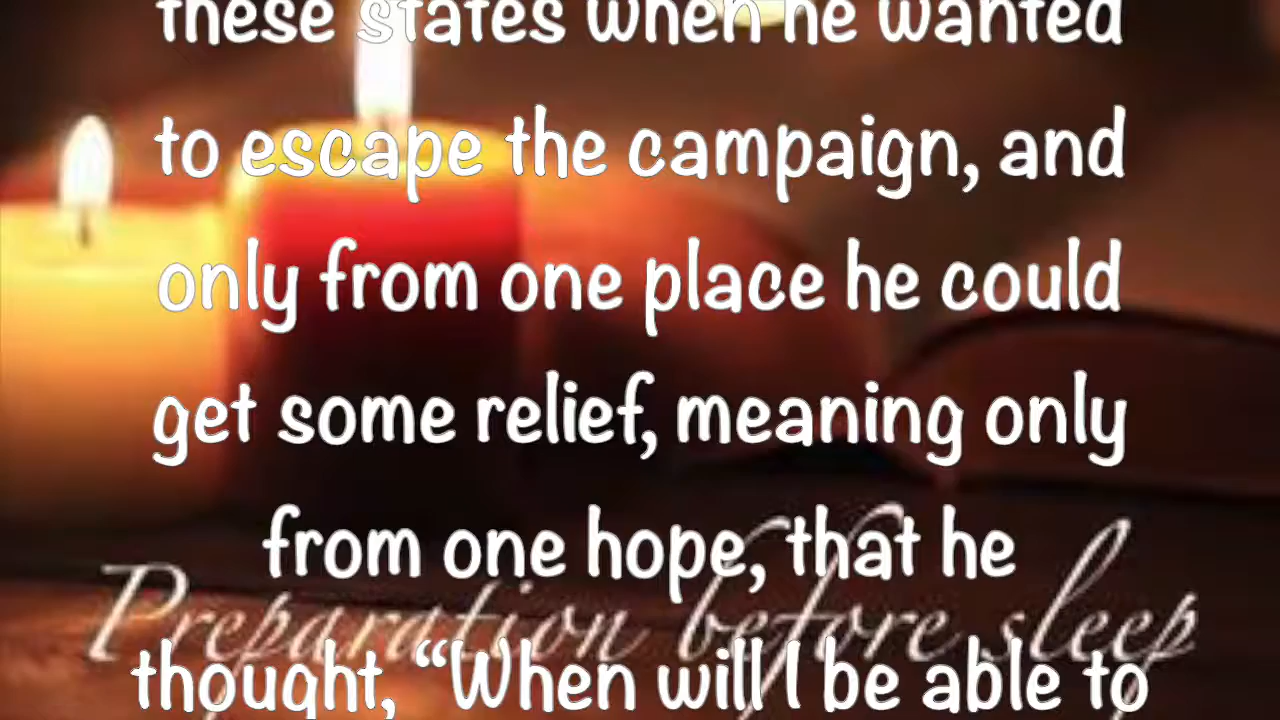 these states when he wanted
to escape the campaign, and
only from one place he could
get some relief, meaning only
from one hope, that he
Preparation before sleep
thought, “When will I be able to